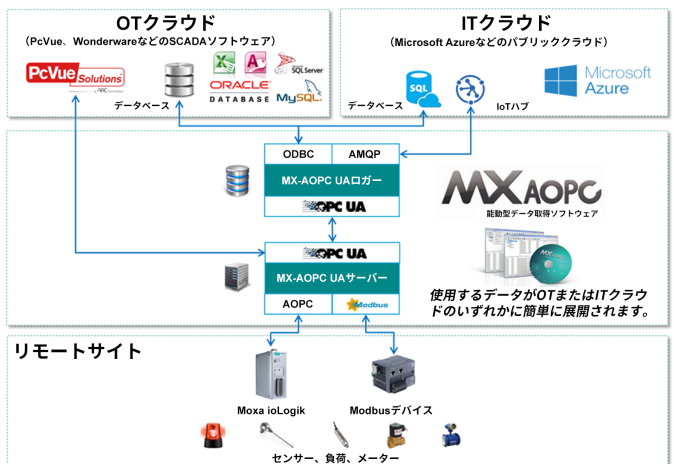 OTクラウド
（PcVue、WonderwareなどのSCADAソフトウェア）
PcVue Solutions
データベース
SQL Server
ORACLE
DATABASE
MySQL
ITクラウド
（Microsoft Azureなどのパブリッククラウド）
データベース
SQL
IoTハブ
Microsoft
Azure
ODBC
AMQP
MX-AOPC UAロガー
OPC UA
OPC UA
MX-AOPC UAサーバー
AOPC
Modbus
MXAOPC
能動型データ取得ソフトウェア
使用するデータがOTまたはITクラウ
ドのいずれかに簡単に展開されます。
リモートサイト
Moxa ioLogik
Modbusデバイス
センサー、負荷、メーター